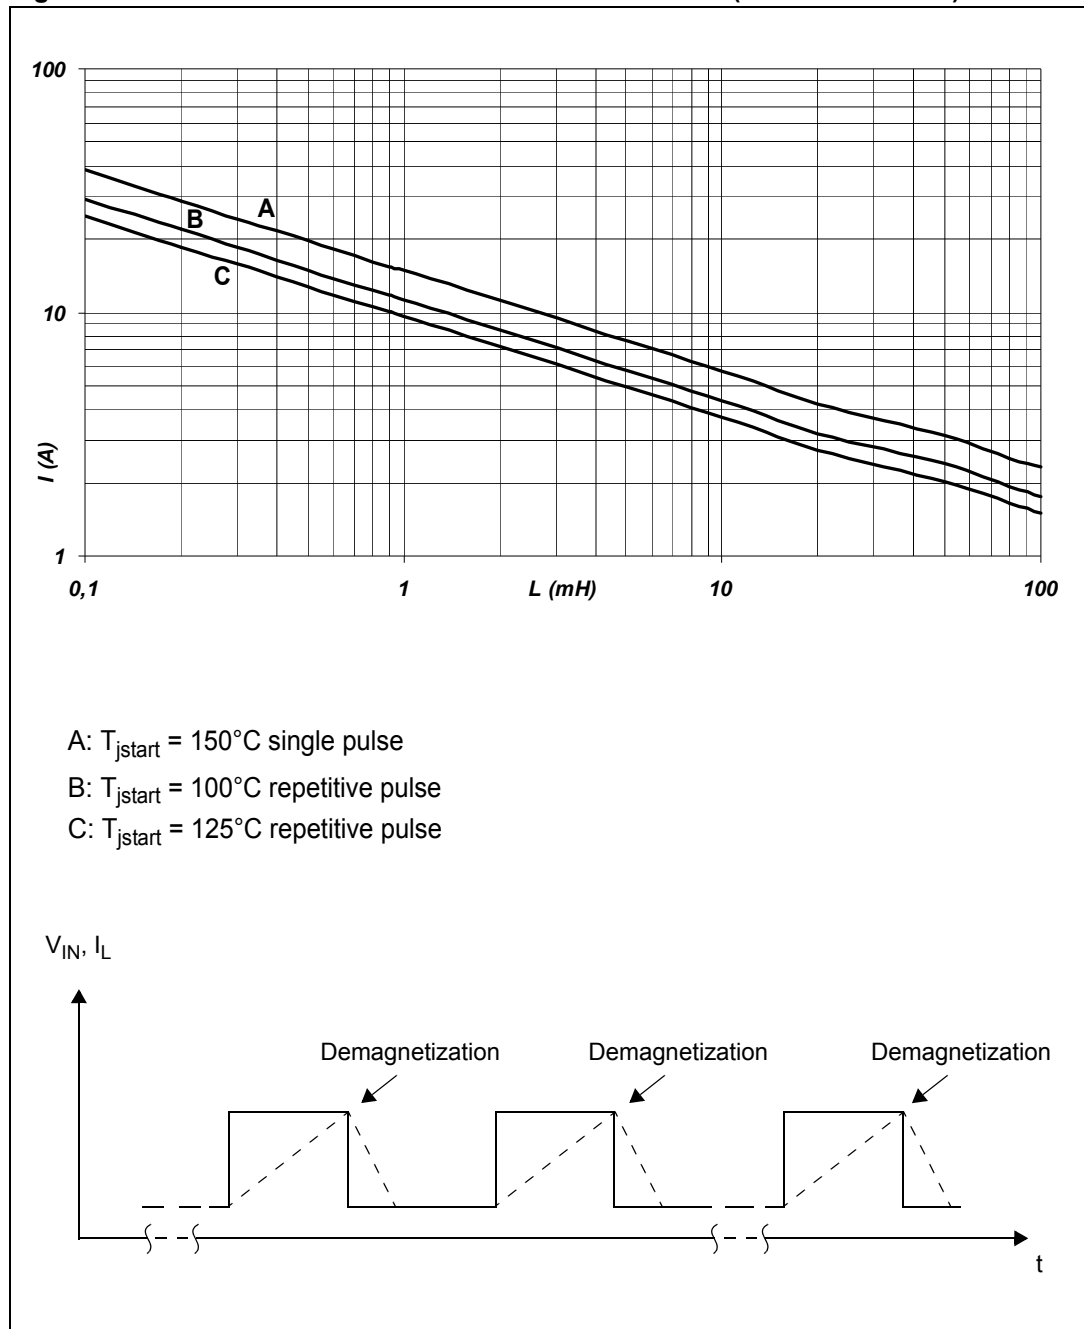 100
A
B
C
10
I (A)
1
0,1 1 L (mH) 10 100
A: Tjstart = 150°C single pulse
B: Tjstart = 100°C repetitive pulse
C: Tjstart = 125°C repetitive pulse
VIN, IL
Demagnetization Demagnetization Demagnetization
t